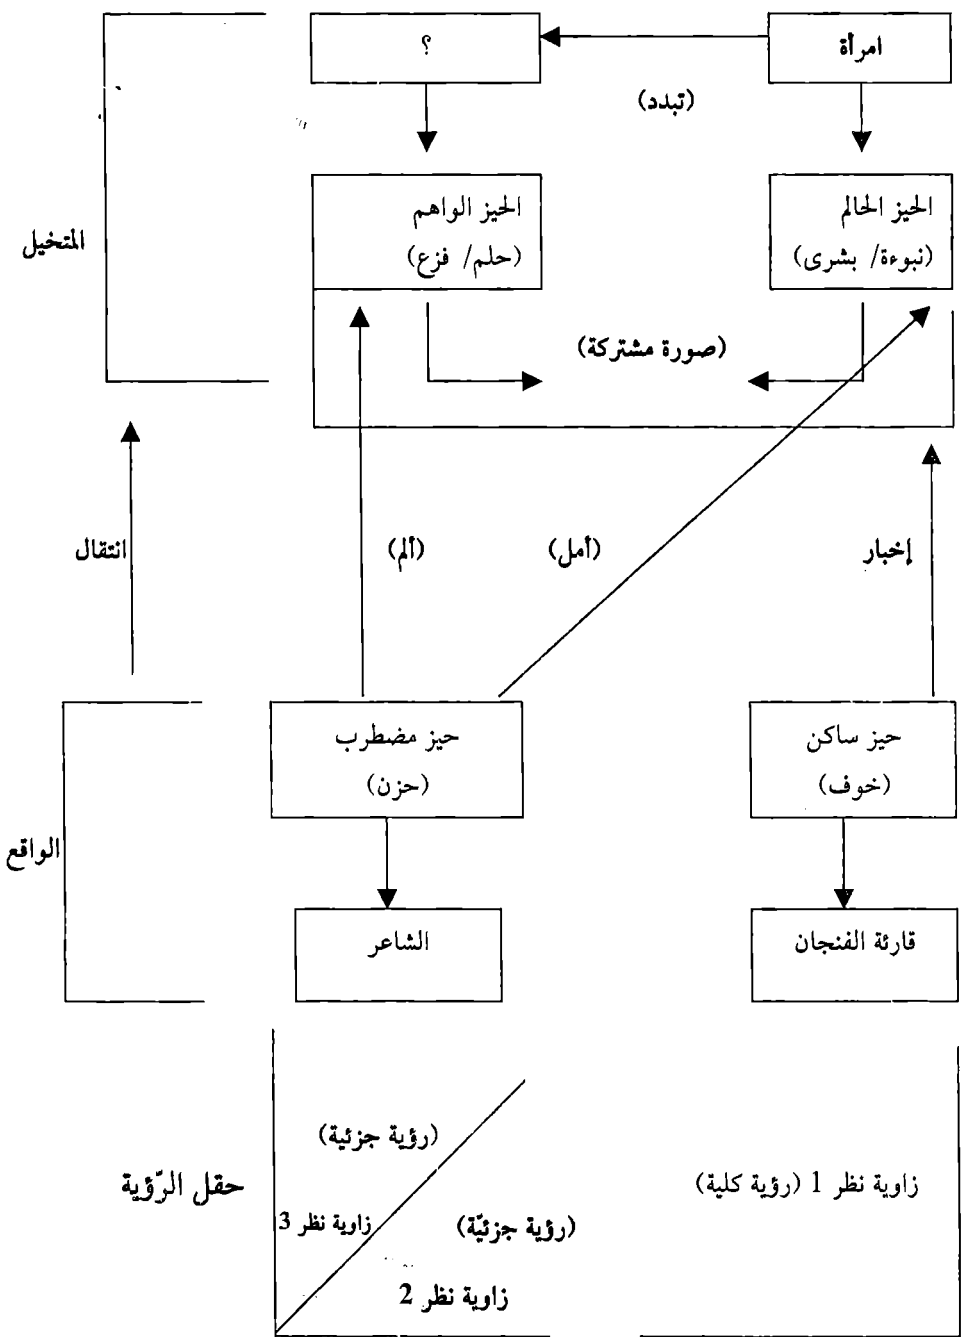 امرأة
؟
(تبدد)
الحيز الحالم
(نبوءة/ بشرى)
الحيز الواهم
(حلم/ فزع)
المتخيل
(صورة مشتركة)
إخبار
(أمل)
(ألم)
انتقال
حيز ساكن
(خوف)
حيز مضطرب
(حزن)
الواقع
قارئة الفنجان
الشاعر
(رؤية جزئية)
زاوية نظر 1 (رؤية كلية)
حقل الرّؤية
زاوية نظر 3
(رؤية جزئيّة)
زاوية نظر 2